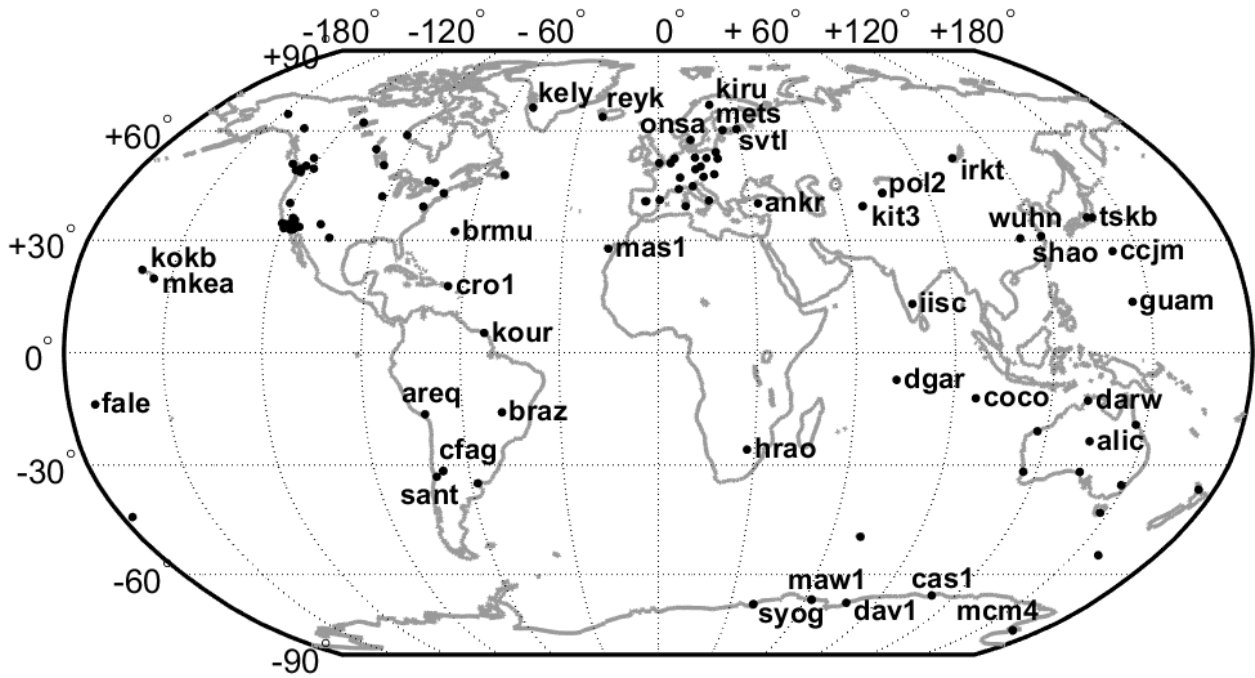 -180° -120° - 60° 0° + 60° +120° +180°
+90°
kely reyk kiru
mets
onsa
+60° svtl
irkt
pol2
ankr kit3
wuhn tskb
brmu
+30° mas1 shao ccjm
kokb
mkea cro1
iisc guam
kour
0°
dgar
areq coco darw
fale braz
alic
cfag hrao
-30°
sant
-60° maw1 cas1
syog dav1 mcm4
-90°